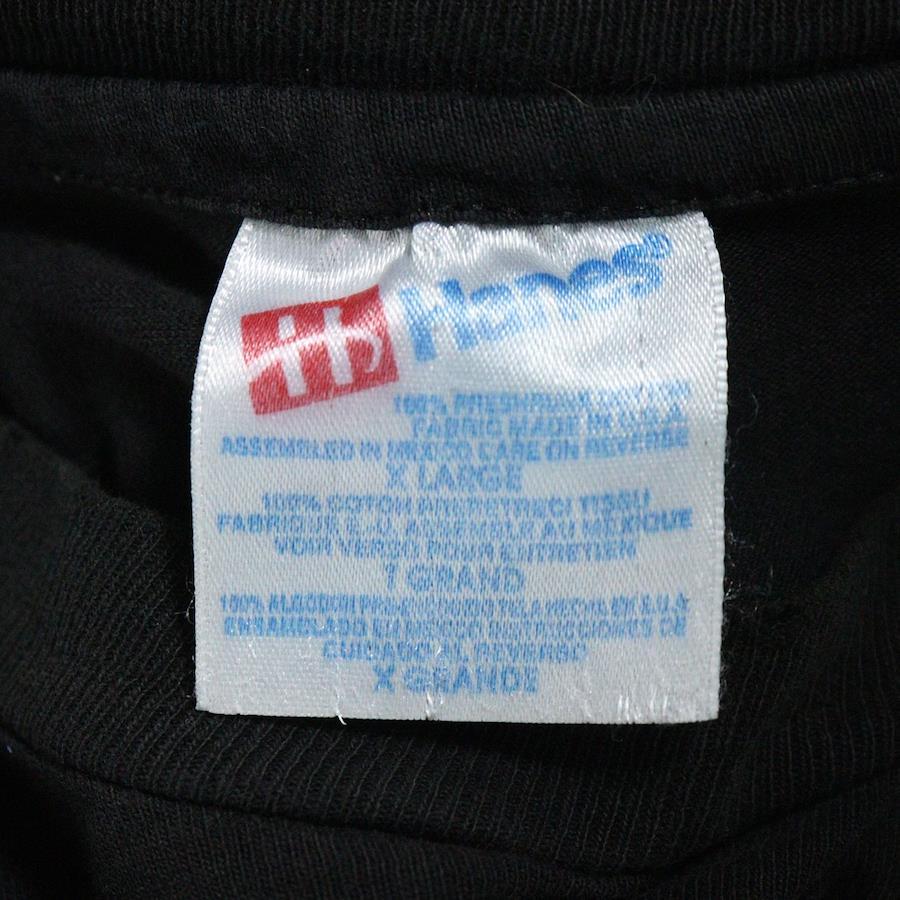 Hanes®
100% PRESHRUNK COTTON
FABRIC MADE IN U.S.A
ASSEMBLED IN MEXICO CARE ON REVERSE
X LARGE
100% COTON PRERETRECI TISSU
FABRIQUE E.U. ASSEMBLE AU MEXIQUE
VOIR VERSO POUR ENTRETIEN
T GRAND
100% ALGODON TELA HECHA EN E.U.A
ENSAMBLADO EN MEXICO INSTRUCCIONES DE
CUIDADO AL REVERSO
X GRANDE